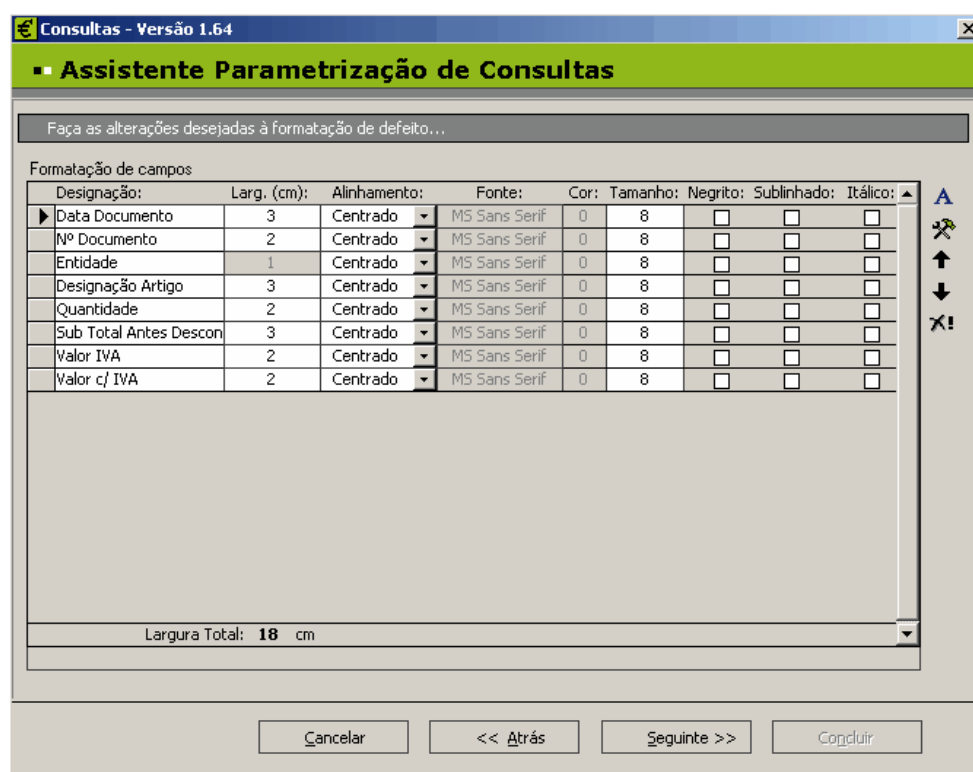 Consultas - Versão 1.64
Assistente Parametrização de Consultas
Faça as alterações desejadas à formatação de defeito...
Formatação de campos
Designação: Larg. (cm): Alinhamento: Fonte: Cor: Tamanho: Negrito: Sublinhado: Itálico:
Data Documento 3 Centrado MS Sans Serif 0 8
Nº Documento 2 Centrado MS Sans Serif 0 8
Entidade 1 Centrado MS Sans Serif 0 8
Designação Artigo 3 Centrado MS Sans Serif 0 8
Quantidade 2 Centrado MS Sans Serif 0 8
Sub Total Antes Descon 3 Centrado MS Sans Serif 0 8
Valor IVA 2 Centrado MS Sans Serif 0 8
Valor c/ IVA 2 Centrado MS Sans Serif 0 8
Largura Total: 18 cm
Cancelar << Atrás Seguinte >> Concluir